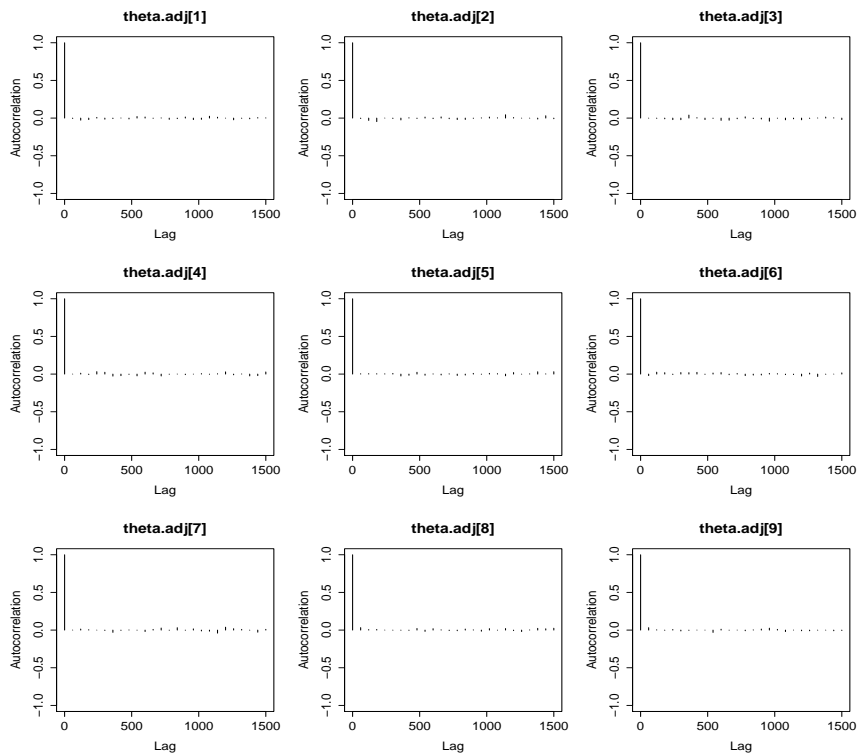 theta.adj[1]
Autocorrelation
1.0
0.5
0.0
−0.5
−1.0
0 500 1000 1500
Lag
theta.adj[2]
Autocorrelation
1.0
0.5
0.0
−0.5
−1.0
0 500 1000 1500
Lag
theta.adj[3]
Autocorrelation
1.0
0.5
0.0
−0.5
−1.0
0 500 1000 1500
Lag
theta.adj[4]
Autocorrelation
1.0
0.5
0.0
−0.5
−1.0
0 500 1000 1500
Lag
theta.adj[5]
Autocorrelation
1.0
0.5
0.0
−0.5
−1.0
0 500 1000 1500
Lag
theta.adj[6]
Autocorrelation
1.0
0.5
0.0
−0.5
−1.0
0 500 1000 1500
Lag
theta.adj[7]
Autocorrelation
1.0
0.5
0.0
−0.5
−1.0
0 500 1000 1500
Lag
theta.adj[8]
Autocorrelation
1.0
0.5
0.0
−0.5
−1.0
0 500 1000 1500
Lag
theta.adj[9]
Autocorrelation
1.0
0.5
0.0
−0.5
−1.0
0 500 1000 1500
Lag